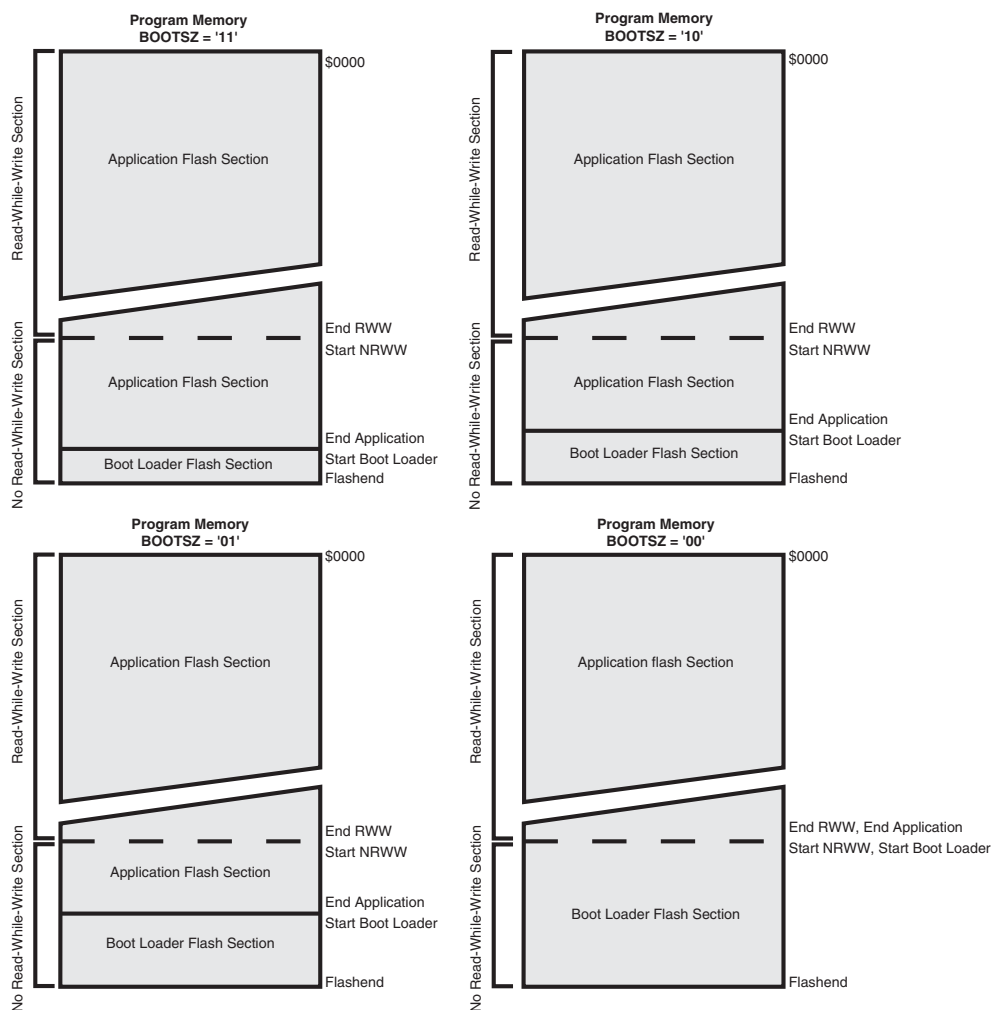 Program Memory
BOOTSZ = '11'
$0000
Read-While-Write Section
Application Flash Section
End RWW
Start NRWW
No Read-While-Write Section
Application Flash Section
End Application
Start Boot Loader
Boot Loader Flash Section
Flashend
Program Memory
BOOTSZ = '10'
$0000
Read-While-Write Section
Application Flash Section
End RWW
Start NRWW
No Read-While-Write Section
Application Flash Section
End Application
Start Boot Loader
Boot Loader Flash Section
Flashend
Program Memory
BOOTSZ = '01'
$0000
Read-While-Write Section
Application Flash Section
End RWW
Start NRWW
No Read-While-Write Section
Application Flash Section
End Application
Start Boot Loader
Boot Loader Flash Section
Flashend
Program Memory
BOOTSZ = '00'
$0000
Read-While-Write Section
Application flash Section
End RWW, End Application
Start NRWW, Start Boot Loader
No Read-While-Write Section
Boot Loader Flash Section
Flashend